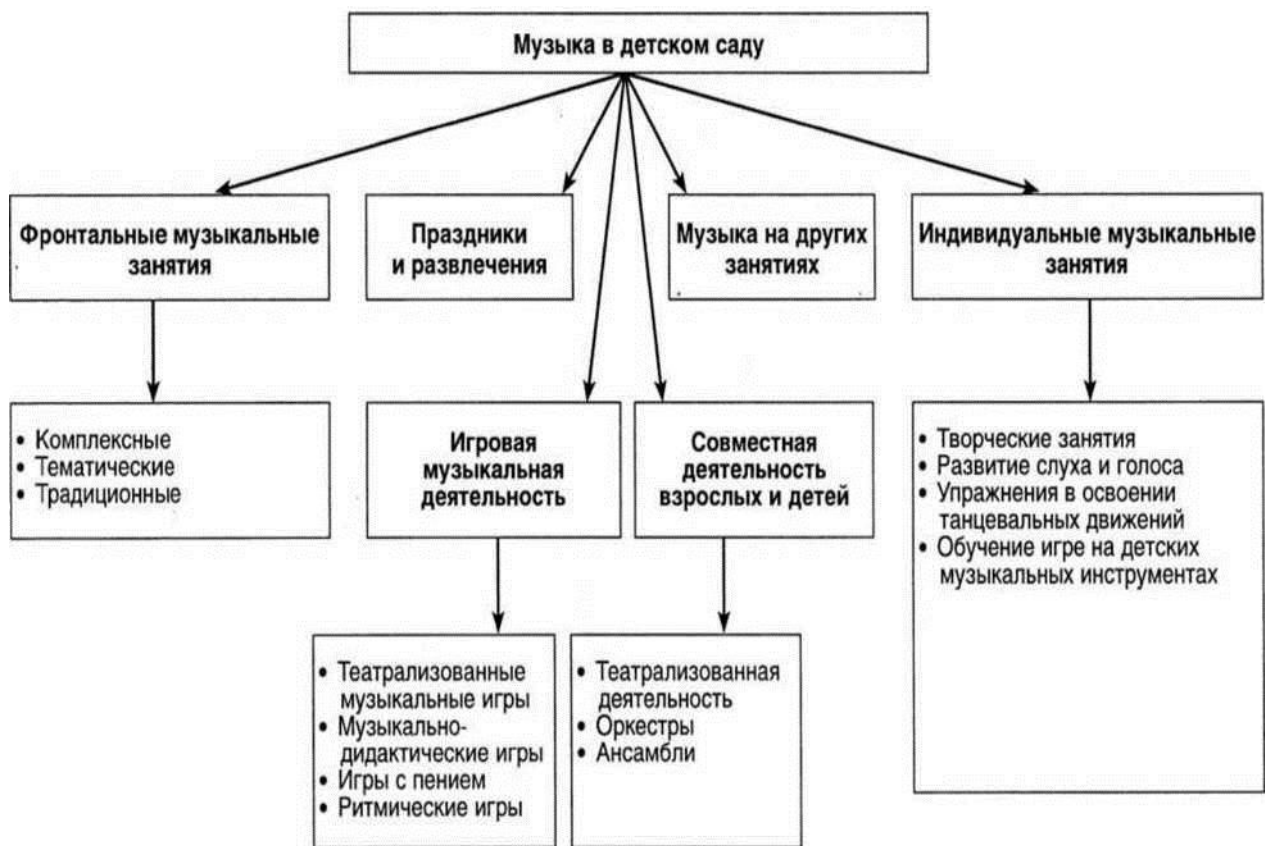 Музыка в детском саду
Фронтальные музыкальные
занятия
Праздники
и развлечения
Музыка на других
занятиях
Индивидуальные музыкальные
занятия
• Комплексные
• Тематические
• Традиционные
Игровая
музыкальная
деятельность
Совместная
деятельность
взрослых и детей
• Творческие занятия
• Развитие слуха и голоса
• Упражнения в освоении
танцевальных движений
• Обучение игре на детских
музыкальных инструментах
• Театрализованные
музыкальные игры
• Музыкально-
дидактические игры
• Игры с пением
• Ритмические игры
• Театрализованная
деятельность
• Оркестры
• Ансамбли